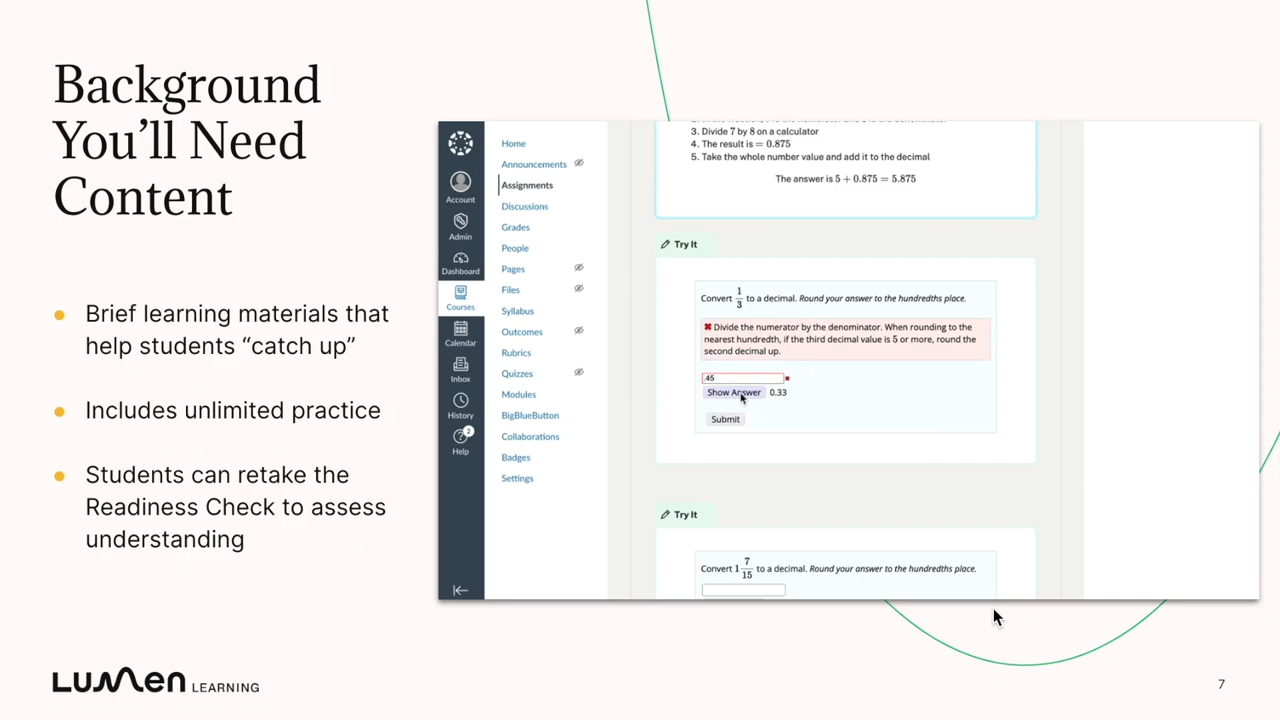 Background
You’ll Need
Content
Brief learning materials that
help students “catch up”
Includes unlimited practice
Students can retake the
Readiness Check to assess
understanding
Account
Admin
Dashboard
Courses
Calendar
Inbox
History
2
Help
Home
Announcements
Assignments
Discussions
Grades
People
Pages
Files
Syllabus
Outcomes
Rubrics
Quizzes
Modules
BigBlueButton
Collaborations
Badges
Settings
3. Divide 7 by 8 on a calculator
4. The result is = 0.875
5. Take the whole number value and add it to the decimal
The answer is 5 + 0.875 = 5.875
Try It
Convert 1/3 to a decimal. Round your answer to the hundredths place.
✖ Divide the numerator by the denominator. When rounding to the
nearest hundredth, if the third decimal value is 5 or more, round the
second decimal up.
.45 ✖
Show Answer 0.33
Submit
Try It
Convert 1 7/15 to a decimal. Round your answer to the hundredths place.
Lumen LEARNING
7